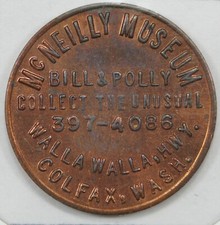 McNEILLY MUSEUM
BILL & POLLY
COLLECT THE UNUSUAL
397-4086
WALLA WALLA HWY.
COLFAX, WASH.